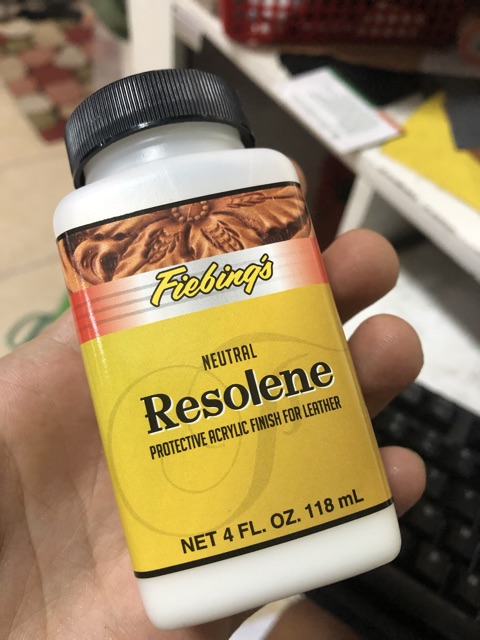 Fiebing's
NEUTRAL
Resolene
PROTECTIVE ACRYLIC FINISH FOR LEATHER
NET 4 FL. OZ. 118 mL